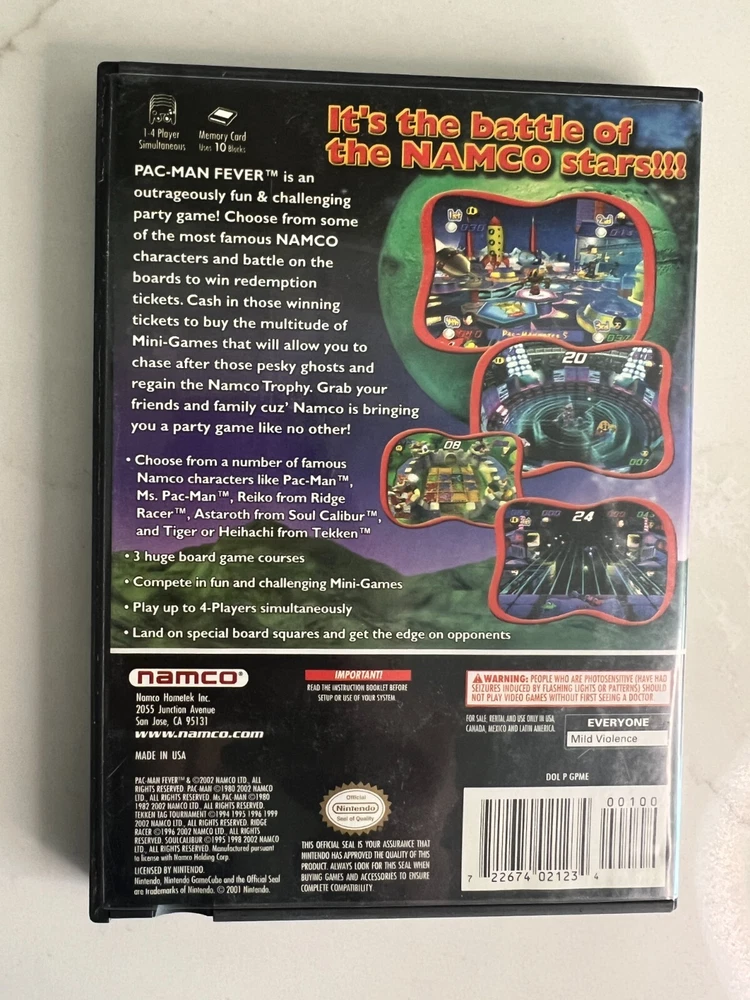 It's the battle of
the NAMCO stars!!!
1-4 Player
Simultaneous
Memory Card
Uses 10 Blocks
PAC-MAN FEVER™ is an
outrageously fun & challenging
party game! Choose from some
of the most famous NAMCO
characters and battle on the
boards to win redemption
tickets. Cash in those winning
tickets to buy the multitude of
Mini-Games that will allow you to
chase after those pesky ghosts and
regain the Namco Trophy. Grab your
friends and family cuz' Namco is bringing
you a party game like no other!
• Choose from a number of famous
Namco characters like Pac-Man™,
Ms. Pac-Man™, Reiko from Ridge
Racer™, Astaroth from Soul Calibur™,
and Tiger or Heihachi from Tekken™
• 3 huge board game courses
• Compete in fun and challenging Mini-Games
• Play up to 4-Players simultaneously
• Land on special board squares and get the edge on opponents
1st
2nd
4th
3rd
20
007
08
24
namco®
Namco Hometek Inc.
2055 Junction Avenue
San Jose, CA 95131
www.namco.com
MADE IN USA
IMPORTANT!
READ THE INSTRUCTION BOOKLET BEFORE
SETUP OR USE OF YOUR SYSTEM.
WARNING: PEOPLE WHO ARE PHOTOSENSITIVE (HAVE HAD
SEIZURES INDUCED BY FLASHING LIGHTS OR PATTERNS) SHOULD
NOT PLAY VIDEO GAMES WITHOUT FIRST SEEING A DOCTOR.
FOR SALE, RENTAL AND USE ONLY IN USA,
CANADA, MEXICO AND LATIN AMERICA.
EVERYONE
Mild Violence
DOL P GPME
PAC-MAN FEVER™ & ©2002 NAMCO LTD., ALL
RIGHTS RESERVED. PAC-MAN ©1980 2002 NAMCO
LTD., ALL RIGHTS RESERVED. Ms.PAC-MAN ©1980
1982 2002 NAMCO LTD., ALL RIGHTS RESERVED.
TEKKEN TAG TOURNAMENT ©1994 1995 1996 1999
2002 NAMCO LTD., ALL RIGHTS RESERVED. RIDGE
RACER ©1996 2002 NAMCO LTD., ALL RIGHTS
RESERVED. SOULCALIBUR ©1995 1998 2002 NAMCO
LTD., ALL RIGHTS RESERVED. Manufactured pursuant
to license with Namco Holding Corp.
LICENSED BY NINTENDO.
Nintendo, Nintendo GameCube and the Official Seal
are trademarks of Nintendo. © 2001 Nintendo.
Official
Nintendo
Seal of Quality
THIS OFFICIAL SEAL IS YOUR ASSURANCE THAT
NINTENDO HAS APPROVED THE QUALITY OF THIS
PRODUCT. ALWAYS LOOK FOR THIS SEAL WHEN
BUYING GAMES AND ACCESSORIES TO ENSURE
COMPLETE COMPATIBILITY.
00100
7 22674 02123 4